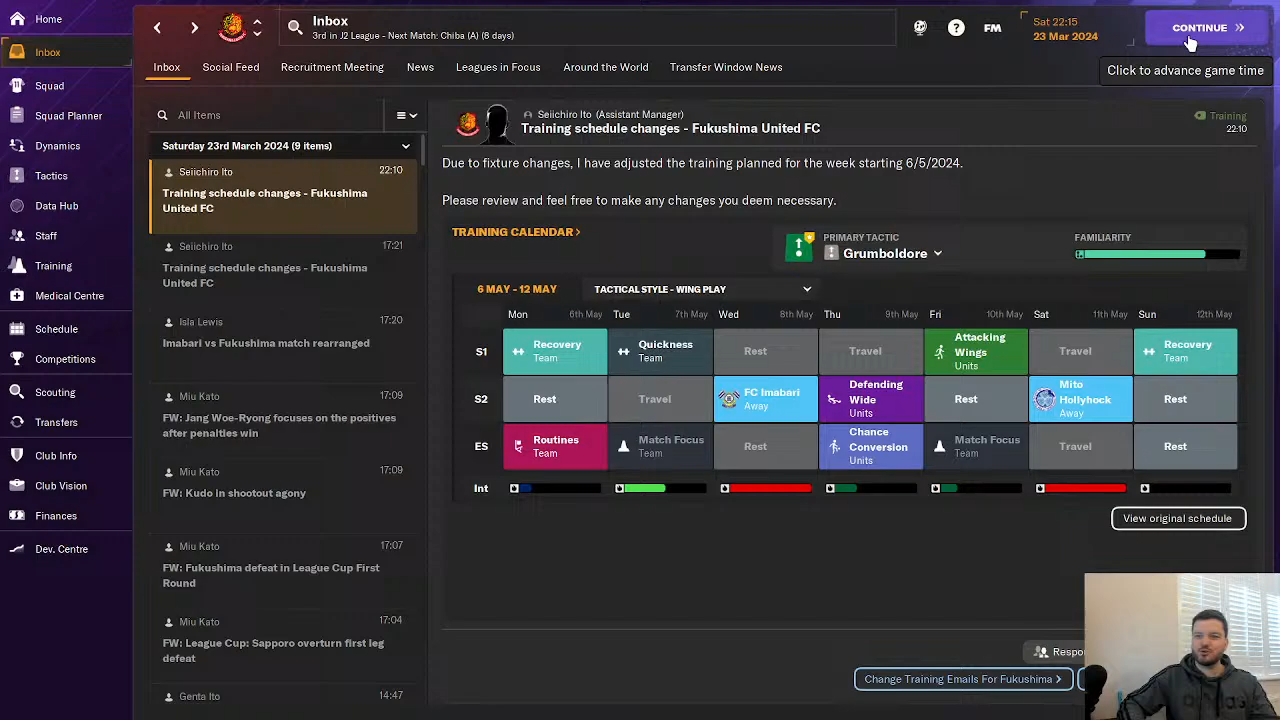 Home
Inbox
3rd in J2 League - Next Match: Chiba (A) (8 days)
FM
Sat 22:15
23 Mar 2024
CONTINUE
Click to advance game time
Inbox
Squad
Squad Planner
Dynamics
Tactics
Data Hub
Staff
Training
Medical Centre
Schedule
Competitions
Scouting
Transfers
Club Info
Club Vision
Finances
Dev. Centre
Inbox
Social Feed
Recruitment Meeting
News
Leagues in Focus
Around the World
Transfer Window News
All Items
Saturday 23rd March 2024 (9 items)
Seiichiro Ito 22:10
Training schedule changes - Fukushima
United FC
Seiichiro Ito 17:21
Training schedule changes - Fukushima
United FC
Isla Lewis 17:20
Imabari vs Fukushima match rearranged
Miu Kato 17:09
FW: Jang Woe-Ryong focuses on the positives
after penalties win
Miu Kato 17:09
FW: Kudo in shootout agony
Miu Kato 17:07
FW: Fukushima defeat in League Cup First
Round
Miu Kato 17:04
FW: League Cup: Sapporo overturn first leg
defeat
Genta Ito 14:47
Seiichiro Ito (Assistant Manager)
Training schedule changes - Fukushima United FC
Training
22:10
Due to fixture changes, I have adjusted the training planned for the week starting 6/5/2024.
Please review and feel free to make any changes you deem necessary.
TRAINING CALENDAR >
PRIMARY TACTIC
Grumboldore
FAMILIARITY
6 MAY - 12 MAY
TACTICAL STYLE - WING PLAY
Mon 6th May Tue 7th May Wed 8th May Thu 9th May Fri 10th May Sat 11th May Sun 12th May
S1
Recovery
Team
Quickness
Team
Rest
Travel
Attacking
Wings
Units
Travel
Recovery
Team
S2
Rest
Travel
FC Imabari
Away
Defending
Wide
Units
Rest
Mito
Hollyhock
Away
Rest
ES
Routines
Team
Match Focus
Team
Rest
Chance
Conversion
Units
Match Focus
Team
Travel
Rest
Int
View original schedule
Respon
Change Training Emails For Fukushima >